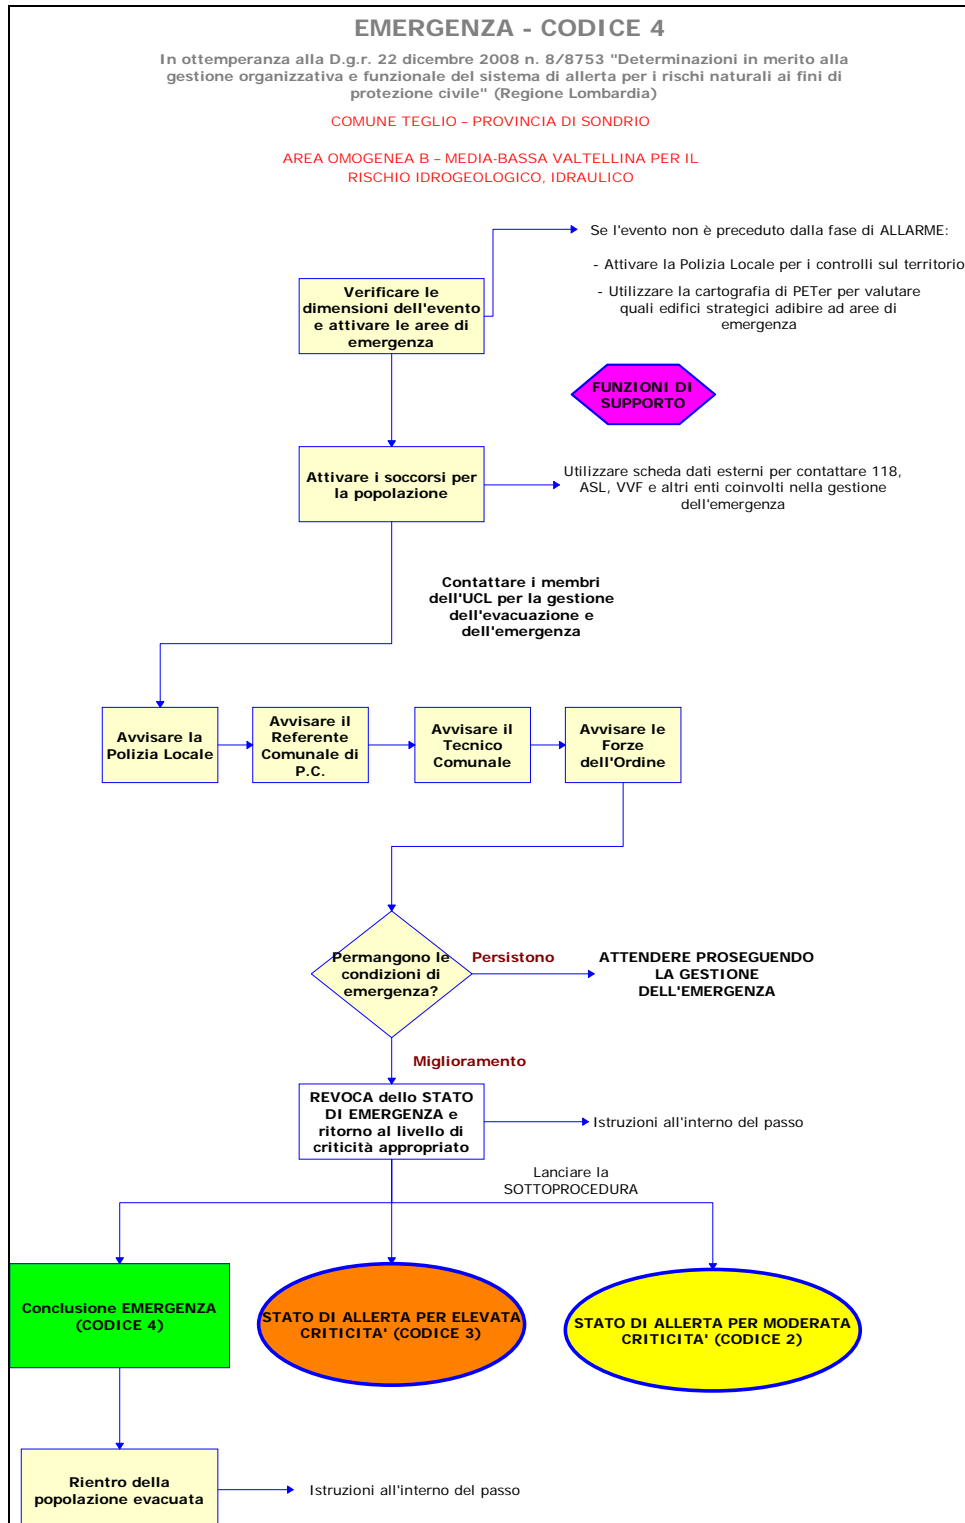 EMERGENZA - CODICE 4
In ottemperanza alla D.g.r. 22 dicembre 2008 n. 8/8753 "Determinazioni in merito alla
gestione organizzativa e funzionale del sistema di allerta per i rischi naturali ai fini di
protezione civile" (Regione Lombardia)
COMUNE TEGLIO – PROVINCIA DI SONDRIO
AREA OMOGENEA B – MEDIA-BASSA VALTELLINA PER IL
RISCHIO IDROGEOLOGICO, IDRAULICO
Se l'evento non è preceduto dalla fase di ALLARME:
- Attivare la Polizia Locale per i controlli sul territorio
- Utilizzare la cartografia di PETer per valutare
quali edifici strategici adibire ad aree di
emergenza
Verificare le
dimensioni dell'evento
e attivare le aree di
emergenza
FUNZIONI DI
SUPPORTO
Attivare i soccorsi per
la popolazione
Utilizzare scheda dati esterni per contattare 118,
ASL, VVF e altri enti coinvolti nella gestione
dell'emergenza
Contattare i membri
dell'UCL per la gestione
dell'evacuazione e
dell'emergenza
Avvisare la
Polizia Locale
Avvisare il
Referente
Comunale di
P.C.
Avvisare il
Tecnico
Comunale
Avvisare le
Forze
dell'Ordine
Permangono le
condizioni di
emergenza?
Persistono
ATTENDERE PROSEGUENDO
LA GESTIONE
DELL'EMERGENZA
Miglioramento
REVOCA dello STATO
DI EMERGENZA e
ritorno al livello di
criticità appropriato
Istruzioni all'interno del passo
Lanciare la
SOTTOPROCEDURA
Conclusione EMERGENZA
(CODICE 4)
STATO DI ALLERTA PER ELEVATA
CRITICITA' (CODICE 3)
STATO DI ALLERTA PER MODERATA
CRITICITA' (CODICE 2)
Rientro della
popolazione evacuata
Istruzioni all'interno del passo